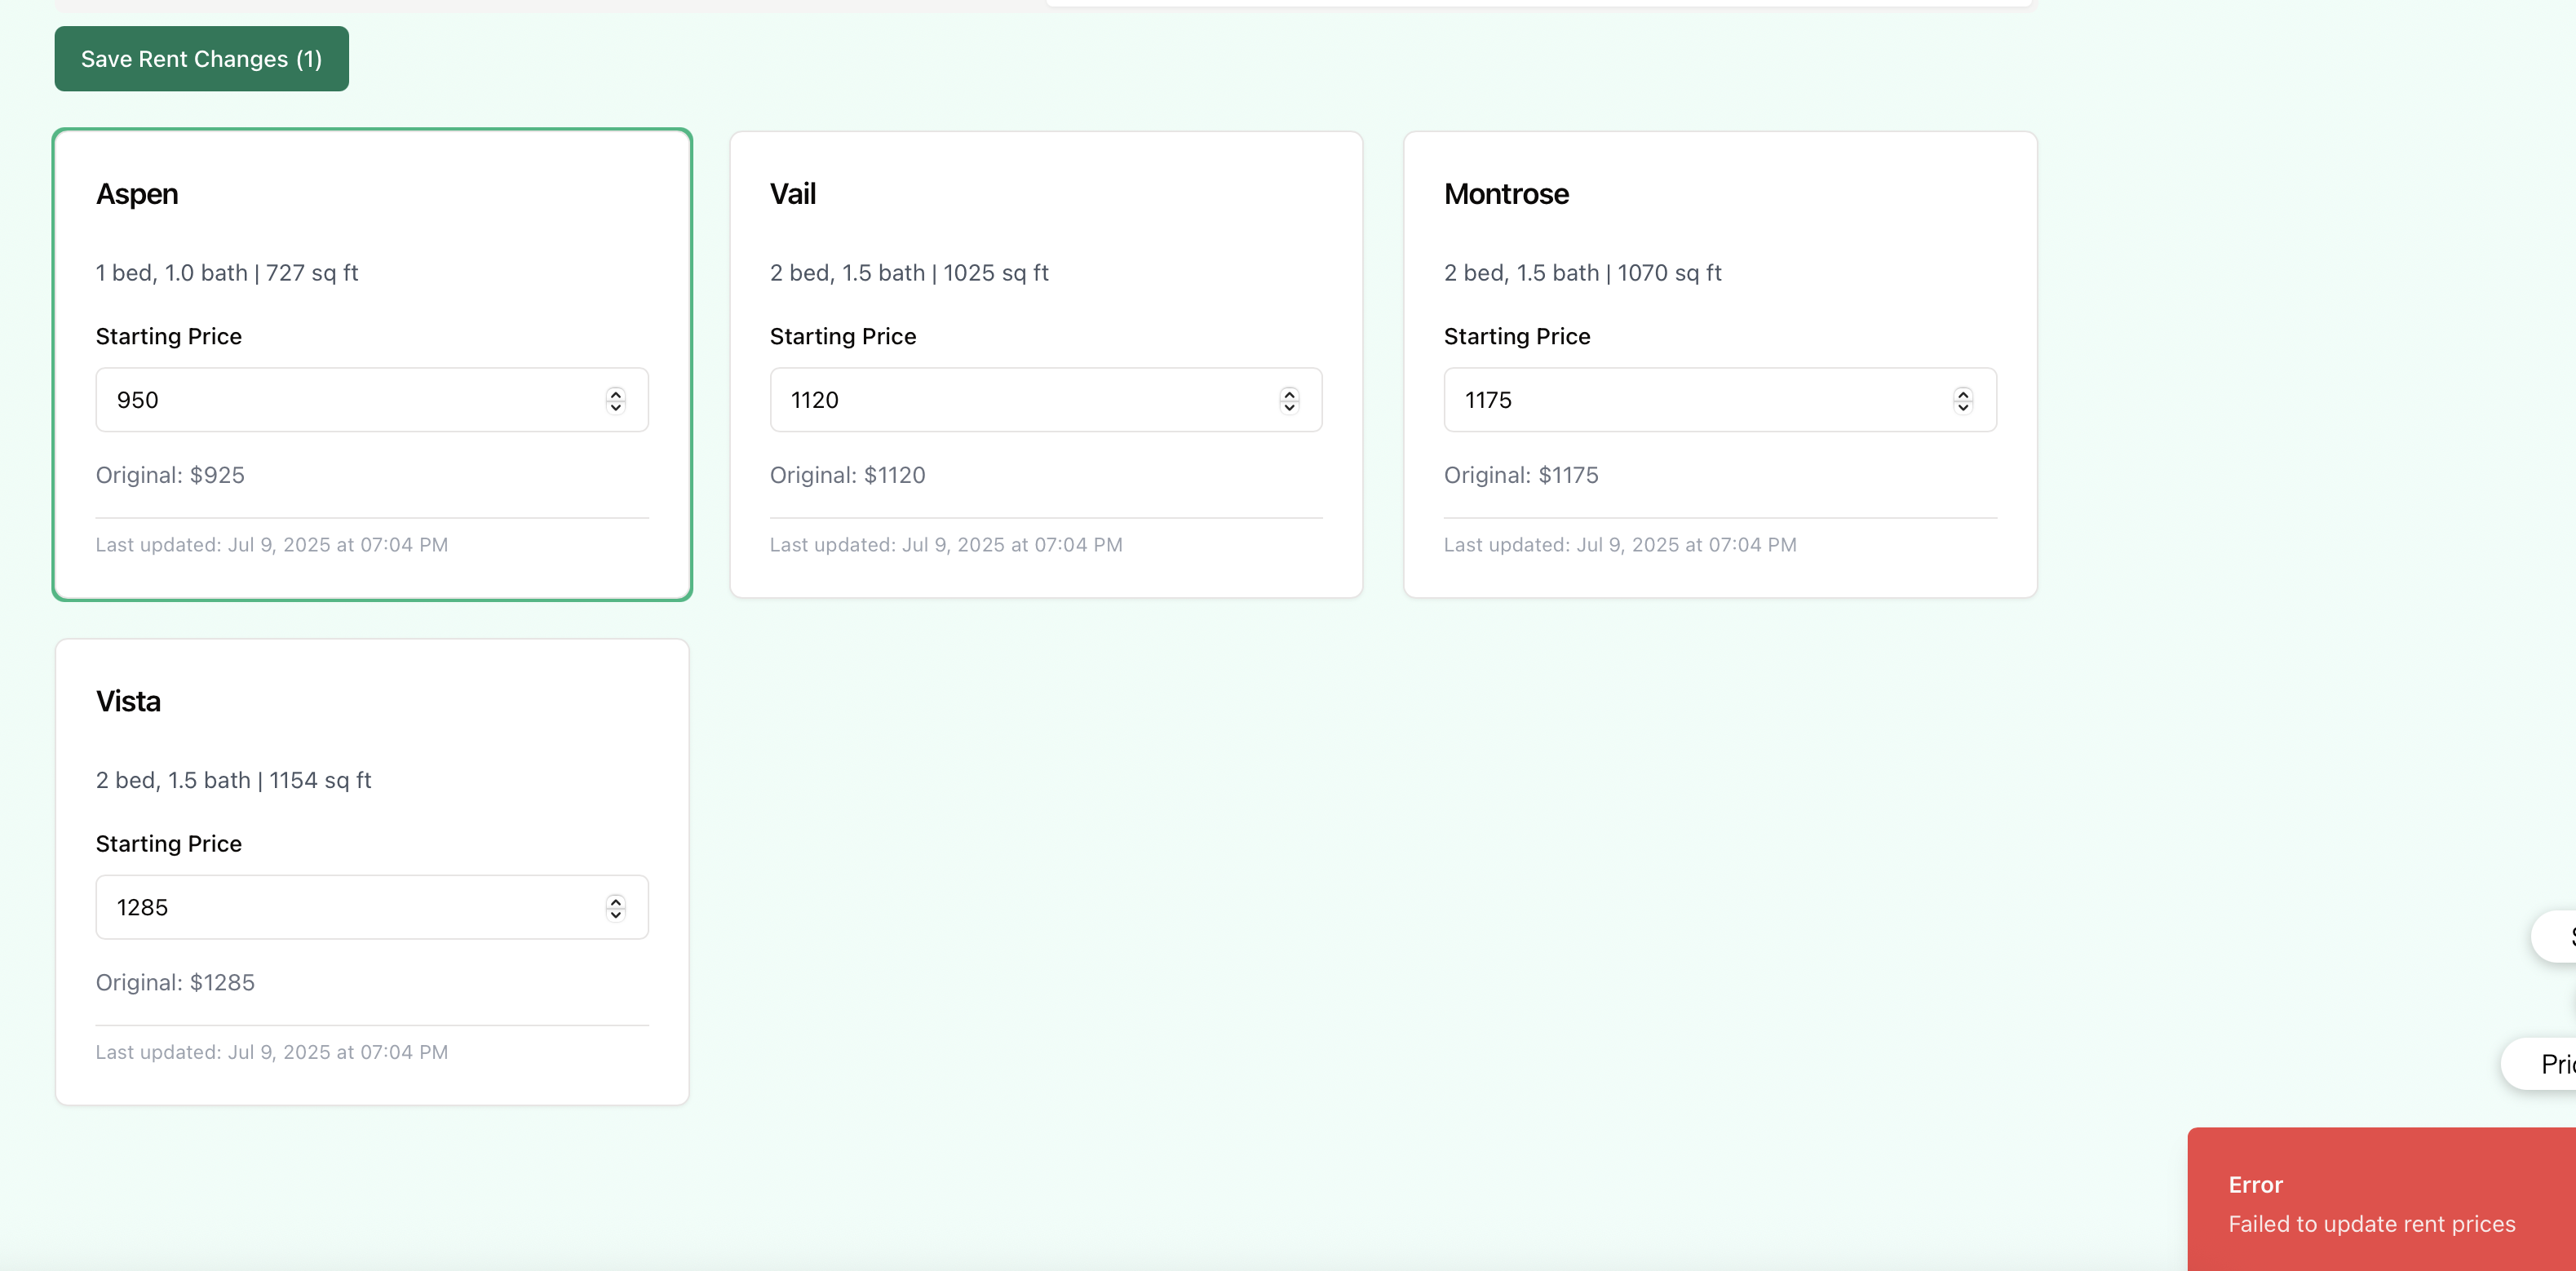 Save Rent Changes (1)
Aspen
1 bed, 1.0 bath | 727 sq ft
Starting Price
950
Original: $925
Last updated: Jul 9, 2025 at 07:04 PM
Vail
2 bed, 1.5 bath | 1025 sq ft
Starting Price
1120
Original: $1120
Last updated: Jul 9, 2025 at 07:04 PM
Montrose
2 bed, 1.5 bath | 1070 sq ft
Starting Price
1175
Original: $1175
Last updated: Jul 9, 2025 at 07:04 PM
Vista
2 bed, 1.5 bath | 1154 sq ft
Starting Price
1285
Original: $1285
Last updated: Jul 9, 2025 at 07:04 PM
Error
Failed to update rent prices